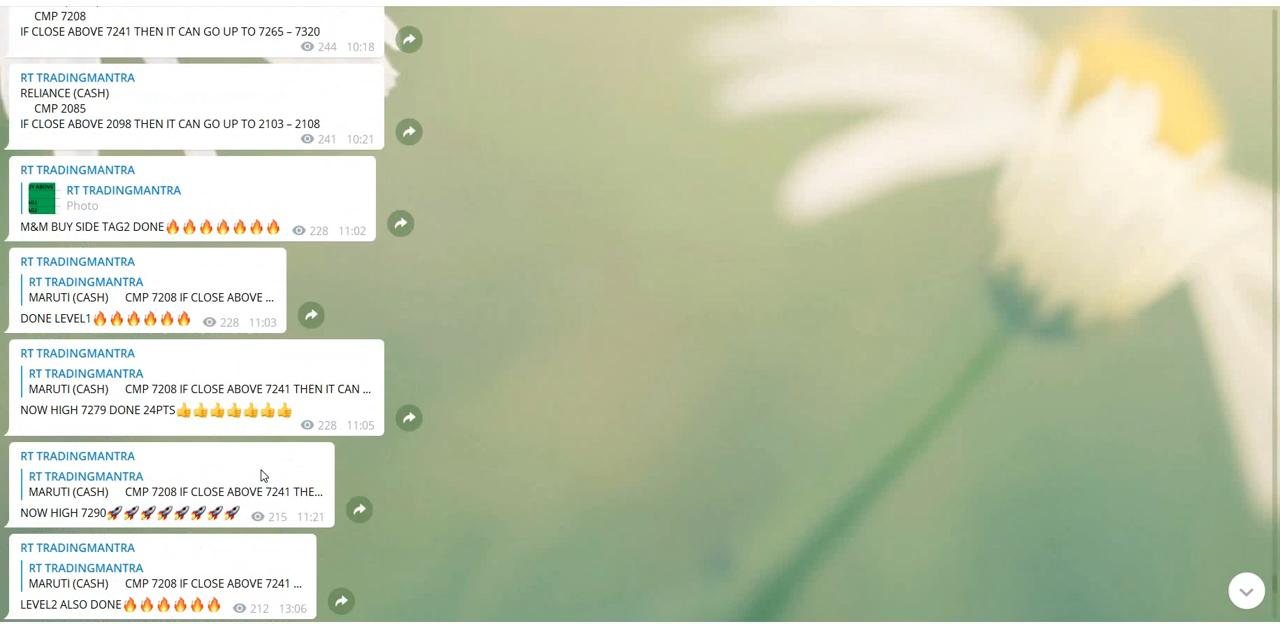 CMP 7208
IF CLOSE ABOVE 7241 THEN IT CAN GO UP TO 7265 – 7320
244 10:18
RT TRADINGMANTRA
RELIANCE (CASH)
CMP 2085
IF CLOSE ABOVE 2098 THEN IT CAN GO UP TO 2103 – 2108
241 10:21
RT TRADINGMANTRA
RT TRADINGMANTRA
Photo
M&M BUY SIDE TAG2 DONE🔥🔥🔥🔥🔥🔥🔥 228 11:02
RT TRADINGMANTRA
RT TRADINGMANTRA
MARUTI (CASH) CMP 7208 IF CLOSE ABOVE ...
DONE LEVEL1🔥🔥🔥🔥🔥🔥 228 11:03
RT TRADINGMANTRA
RT TRADINGMANTRA
MARUTI (CASH) CMP 7208 IF CLOSE ABOVE 7241 THEN IT CAN ...
NOW HIGH 7279 DONE 24PTS👍👍👍👍👍👍👍
228 11:05
RT TRADINGMANTRA
RT TRADINGMANTRA
MARUTI (CASH) CMP 7208 IF CLOSE ABOVE 7241 THE...
NOW HIGH 7290🚀🚀🚀🚀🚀🚀🚀🚀 215 11:21
RT TRADINGMANTRA
RT TRADINGMANTRA
MARUTI (CASH) CMP 7208 IF CLOSE ABOVE 7241 ...
LEVEL2 ALSO DONE🔥🔥🔥🔥🔥🔥 212 13:06